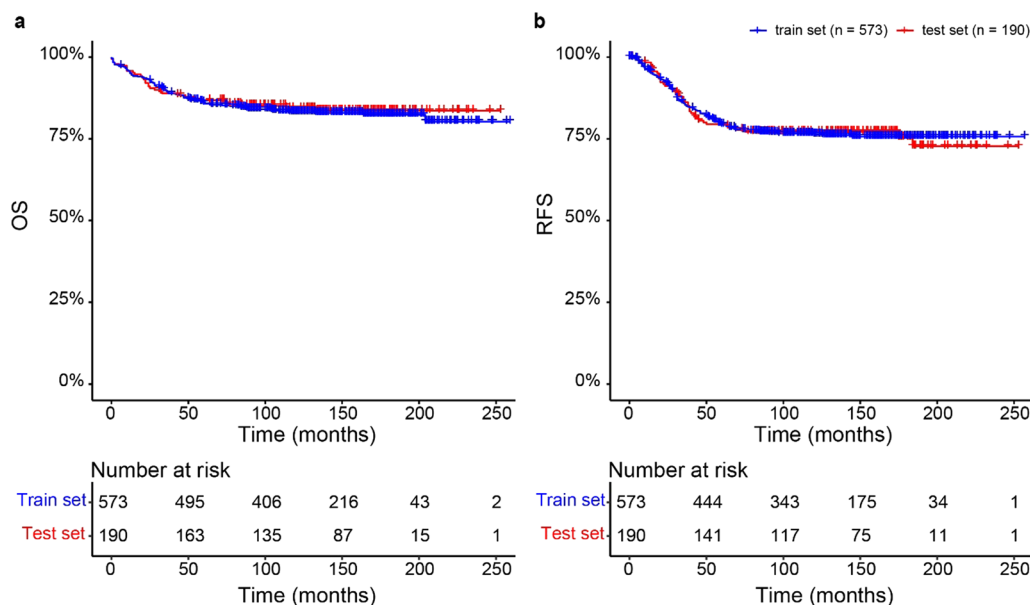 a
100%
75%
50%
25%
0%
OS
0 50 100 150 200 250
Time (months)
Number at risk
Train set 573 495 406 216 43 2
Test set 190 163 135 87 15 1
0 50 100 150 200 250
Time (months)
b
train set (n = 573) test set (n = 190)
100%
75%
50%
25%
0%
RFS
0 50 100 150 200 250
Time (months)
Number at risk
Train set 573 444 343 175 34 1
Test set 190 141 117 75 11 1
0 50 100 150 200 250
Time (months)